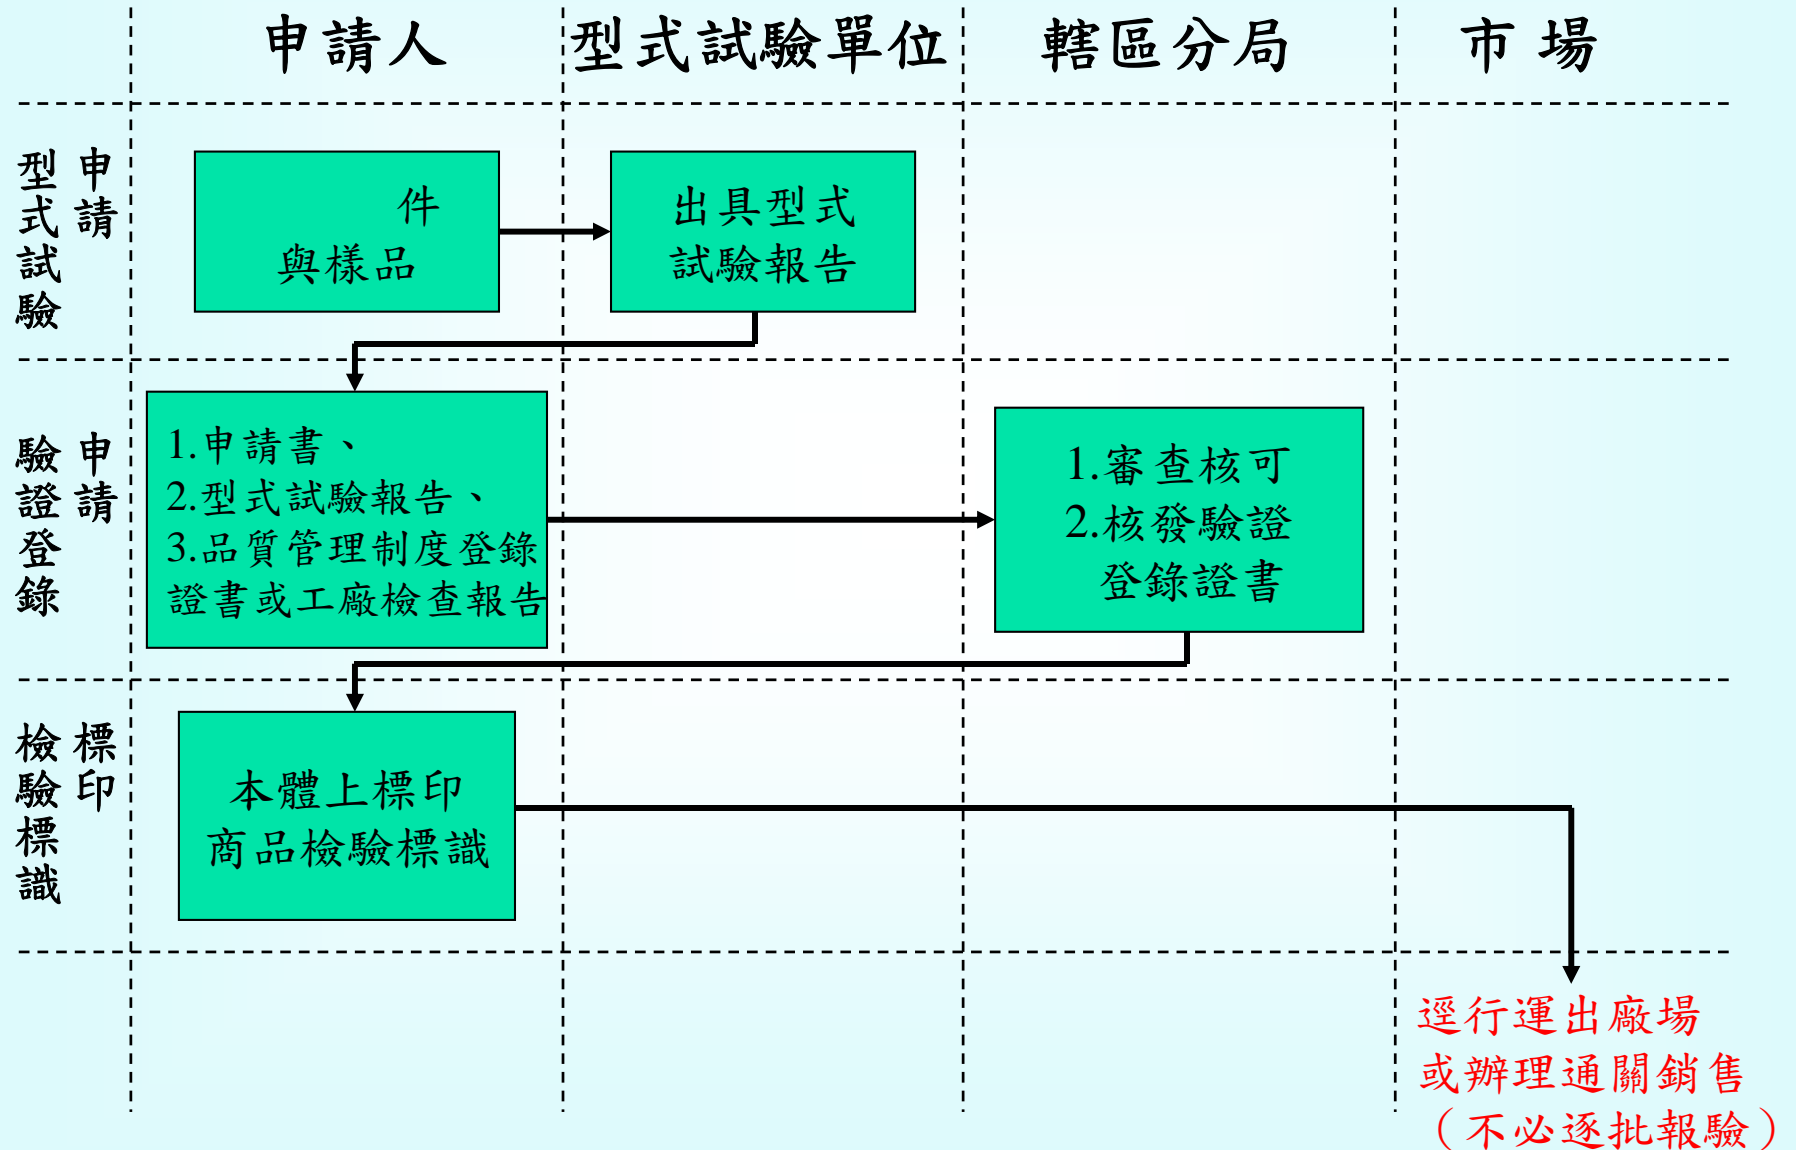 申請人
型式試驗單位
轄區分局
市場
申請
型式試驗
件
與樣品
出具型式
試驗報告
申請
驗證登錄
1.申請書、
2.型式試驗報告、
3.品質管理制度登錄
證書或工廠檢查報告
1.審查核可
2.核發驗證
登錄證書
標印
檢驗標識
本體上標印
商品檢驗標識
逕行運出廠場
或辦理通關銷售
（不必逐批報驗）